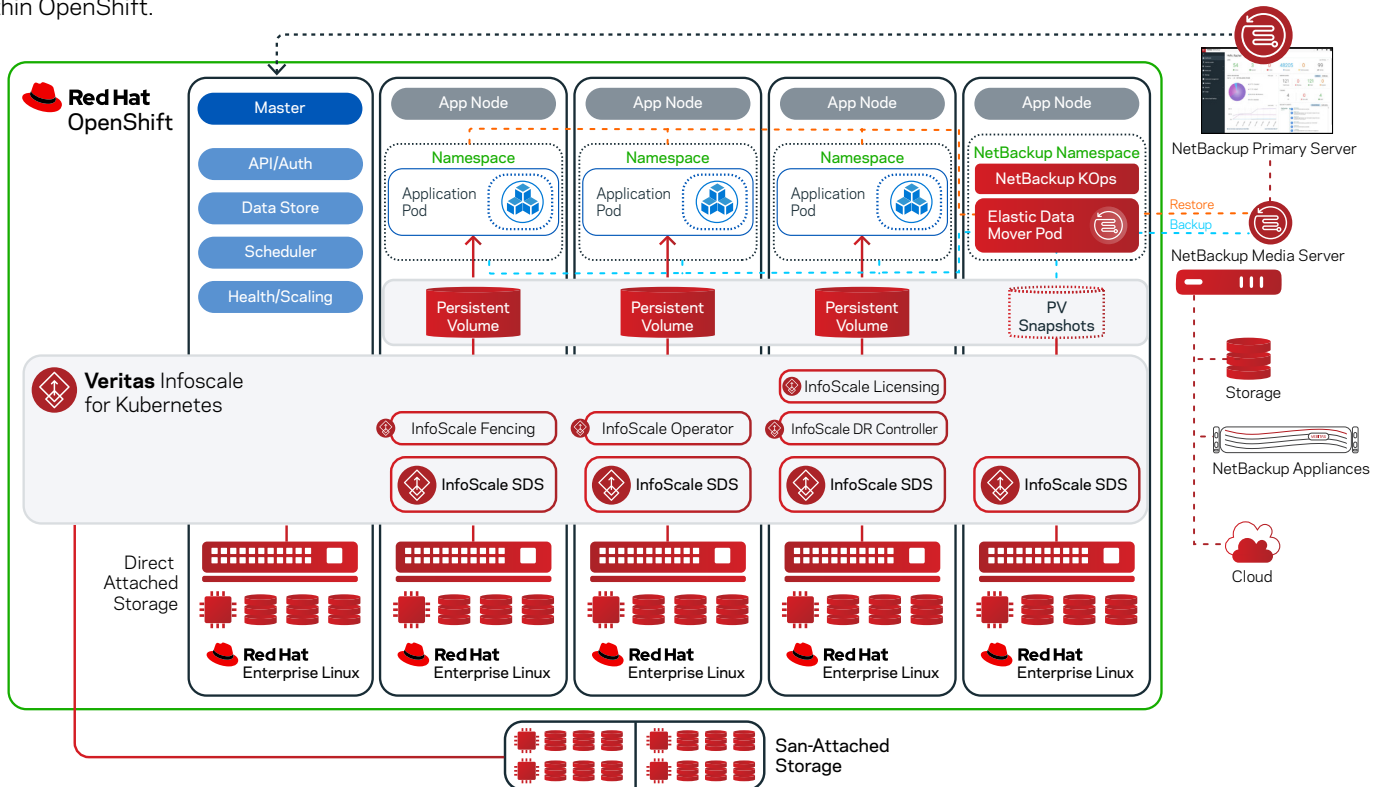 thin OpenShift.
Red Hat
OpenShift
Master
API/Auth
Data Store
Scheduler
Health/Scaling
App Node
App Node
App Node
App Node
Namespace
Namespace
Namespace
NetBackup Namespace
Application
Pod
Application
Pod
Application
Pod
NetBackup KOps
Elastic Data
Mover Pod
Restore
Backup
NetBackup Primary Server
NetBackup Media Server
Persistent
Volume
Persistent
Volume
Persistent
Volume
PV
Snapshots
Veritas Infoscale
for Kubernetes
InfoScale Licensing
InfoScale Fencing
InfoScale Operator
InfoScale DR Controller
InfoScale SDS
InfoScale SDS
InfoScale SDS
InfoScale SDS
Storage
NetBackup Appliances
Cloud
Direct
Attached
Storage
Red Hat
Enterprise Linux
Red Hat
Enterprise Linux
Red Hat
Enterprise Linux
Red Hat
Enterprise Linux
Red Hat
Enterprise Linux
San-Attached
Storage